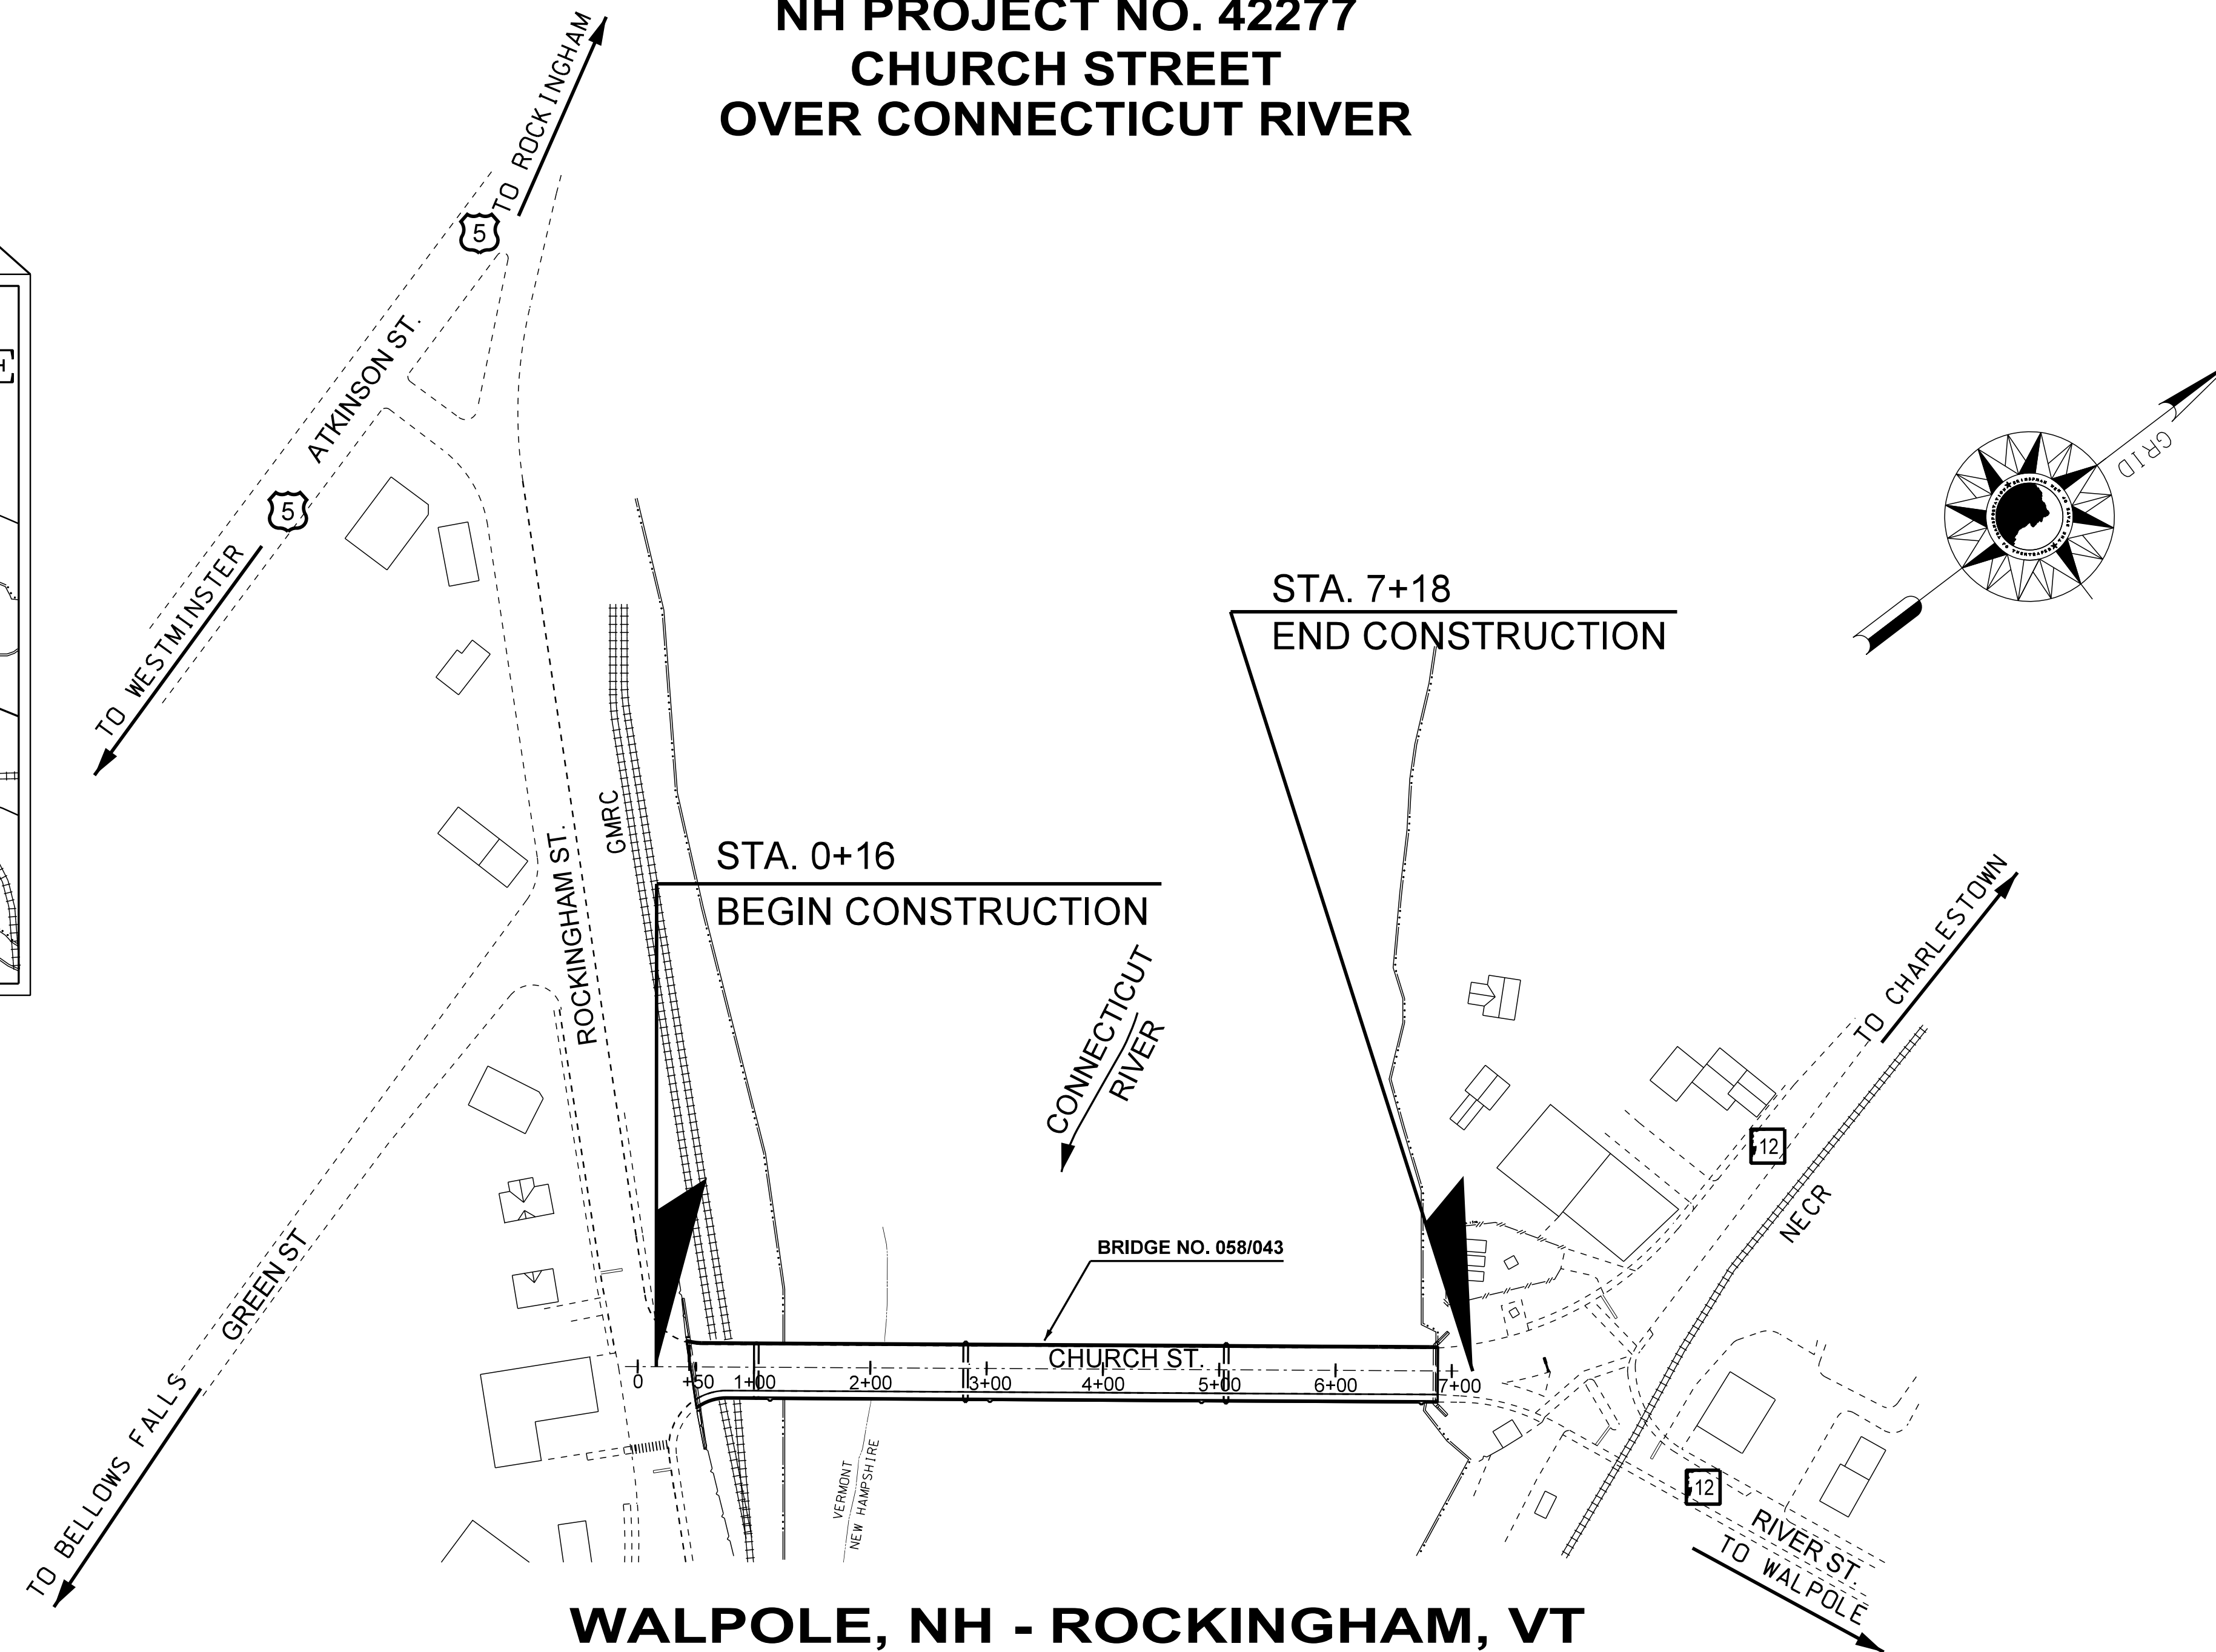 NH PROJECT NO. 42277
CHURCH STREET
OVER CONNECTICUT RIVER
TO ROCKINGHAM
5
ATKINSON ST.
5
TO WESTMINSTER
GRID
STA. 7+18
END CONSTRUCTION
GMRC
ROCKINGHAM ST.
STA. 0+16
BEGIN CONSTRUCTION
CONNECTICUT
RIVER
TO CHARLESTOWN
12
NECR
GREEN ST
TO BELLOWS FALLS
BRIDGE NO. 058/043
CHURCH ST.
0 +50 1+00 2+00 3+00 4+00 5+00 6+00 7+00
VERMONT
NEW HAMPSHIRE
12
RIVER ST.
TO WALPOLE
WALPOLE, NH - ROCKINGHAM, VT